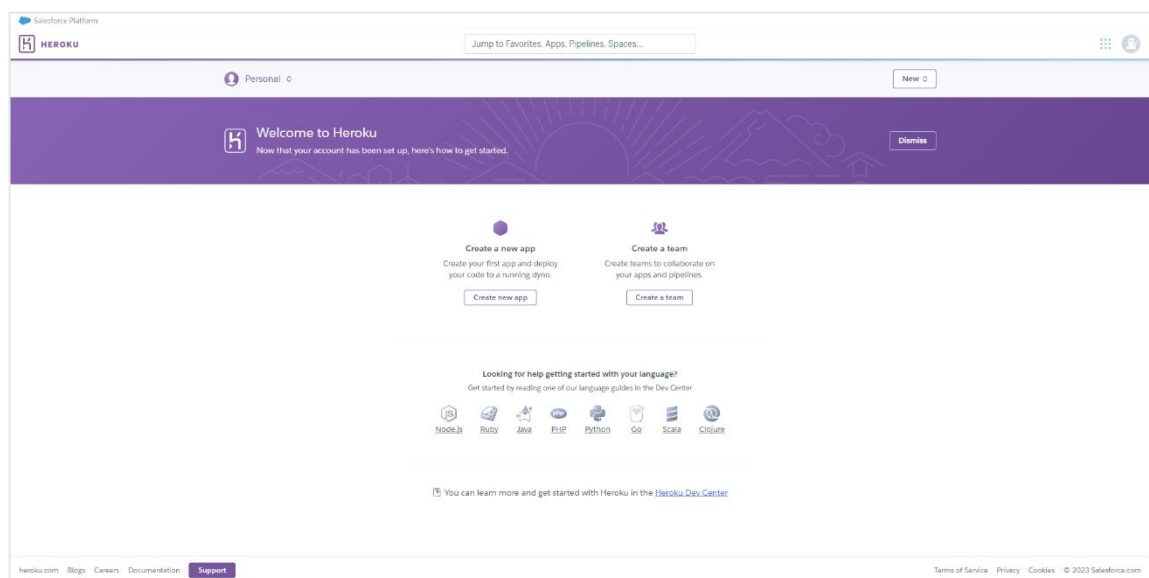 Salesforce Platform
HEROKU
Jump to Favorites, Apps, Pipelines, Spaces...
Personal
New
Welcome to Heroku
Now that your account has been set up, here's how to get started.
Dismiss
Create a new app
Create your first app and deploy
your code to a running dyno.
Create new app
Create a team
Create teams to collaborate on
your apps and pipelines.
Create a team
Looking for help getting started with your language?
Get started by reading one of our language guides in the Dev Center
JS
php
Node.js Ruby Java PHP Python Go Scala Clojure
You can learn more and get started with Heroku in the Heroku Dev Center
heroku.com Blogs Careers Documentation Support
Terms of Service Privacy Cookies © 2023 Salesforce.com